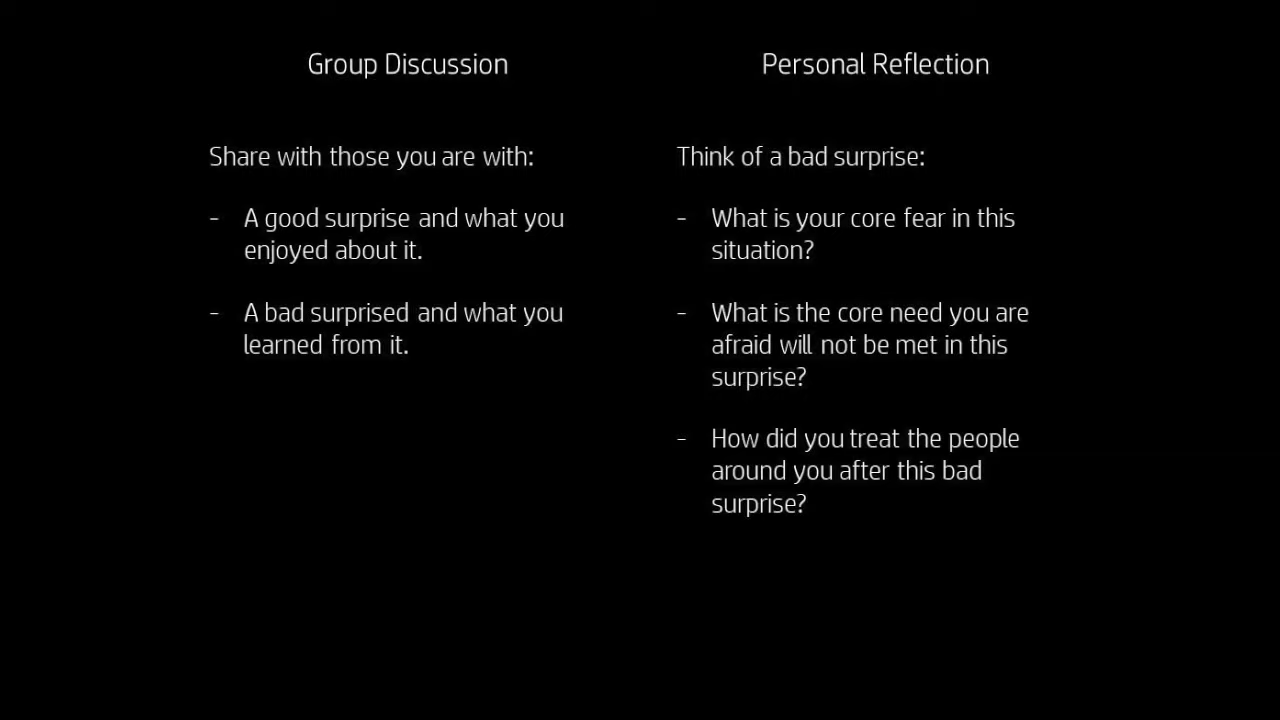 Group Discussion
Share with those you are with:
- A good surprise and what you
enjoyed about it.
- A bad surprised and what you
learned from it.
Personal Reflection
Think of a bad surprise:
- What is your core fear in this
situation?
- What is the core need you are
afraid will not be met in this
surprise?
- How did you treat the people
around you after this bad
surprise?